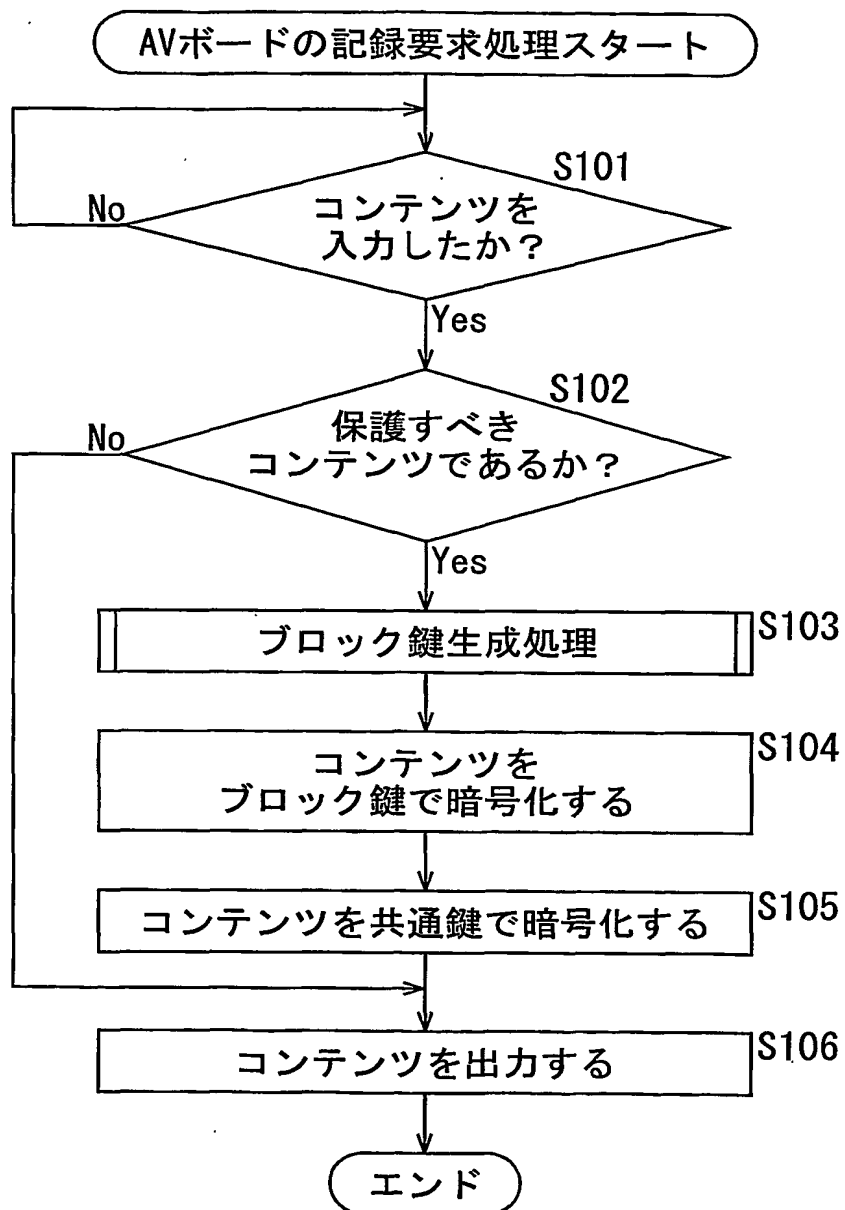 AVボードの記録要求処理スタート
S101
No
コンテンツを
入力したか？
Yes
S102
No
保護すべき
コンテンツであるか？
Yes
ブロック鍵生成処理
S103
コンテンツを
ブロック鍵で暗号化する
S104
コンテンツを共通鍵で暗号化する
S105
コンテンツを出力する
S106
エンド